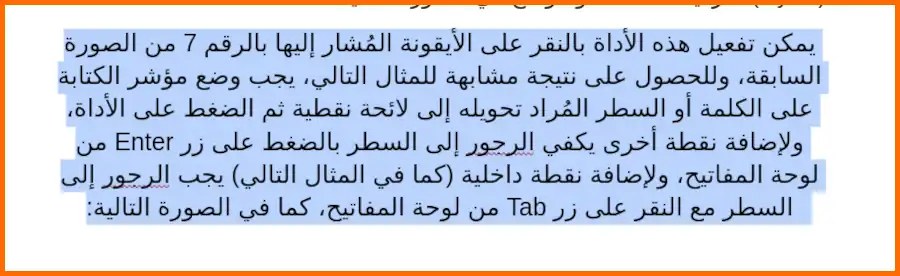 يمكن تفعيل هذه الأداة بالنقر على الأيقونة المُشار إليها بالرقم 7 من الصورة
السابقة، وللحصول على نتيجة مشابهة للمثال التالي، يجب وضع مؤشر الكتابة
على الكلمة أو السطر المُراد تحويله إلى لائحة نقطية ثم الضغط على الأداة،
ولإضافة نقطة أخرى يكفي الرجور إلى السطر بالضغط على زر Enter من
لوحة المفاتيح، ولإضافة نقطة داخلية (كما في المثال التالي) يجب الرجور إلى
السطر مع النقر على زر Tab من لوحة المفاتيح، كما في الصورة التالية: